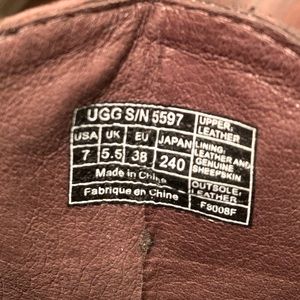 UGG S/N 5597
USA UK EU JAPAN
7 5.5 38 240
Made in China
Fabrique en Chine
UPPER,
LEATHER
LINING,
LEATHER AND
GENUINE
SHEEPSKIN
OUTSOLE,
LEATHER
F8008F